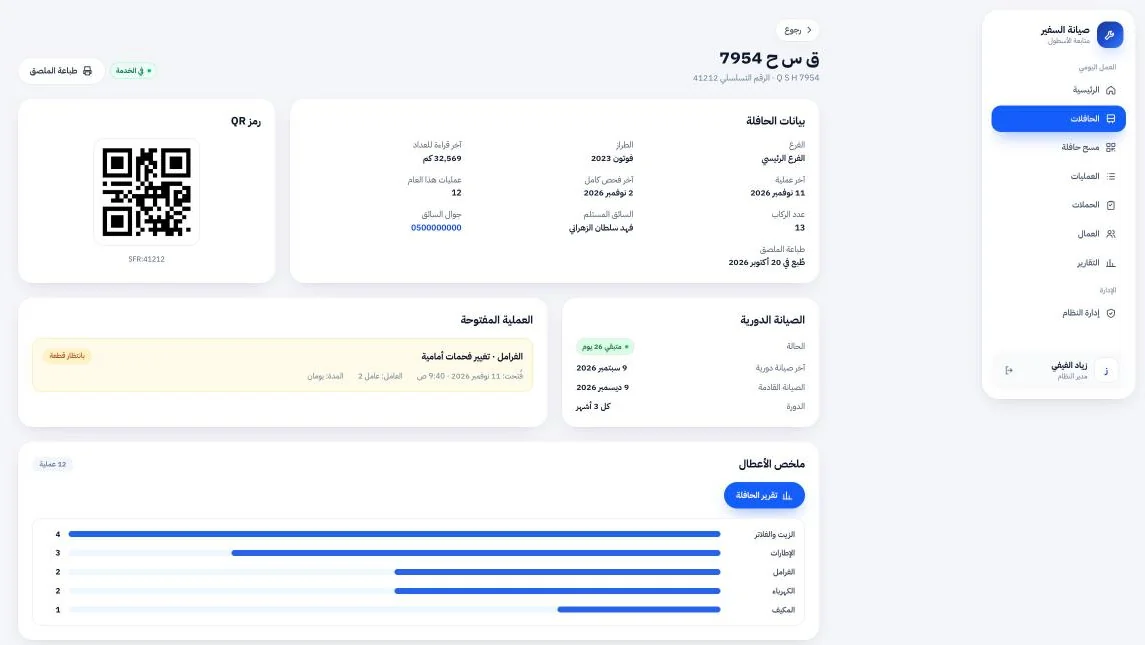 صيانة السفير
متابعة الأسطول
العمل اليومي
الرئيسية
الحافلات
مسح حافلة
العمليات
الحملات
العمال
التقارير
الإدارة
إدارة النظام
ز
زياد الفيفي
مدير النظام
رجوع
ق س ح 7954
Q S H 7954 · الرقم التسلسلي 41212
في الخدمة
طباعة الملصق
بيانات الحافلة
الفرع
الفرع الرئيسي
الطراز
فوتون 2023
آخر قراءة للعداد
32,569 كم
آخر عملية
11 نوفمبر 2026
آخر فحص كامل
2 نوفمبر 2026
عمليات هذا العام
12
عدد الركاب
13
السائق المستلم
فهد سلطان الزهراني
جوال السائق
0500000000
طباعة الملصق
طُبع في 20 أكتوبر 2026
رمز QR
SFR:41212
الصيانة الدورية
الحالة
متبقي 26 يوم
آخر صيانة دورية
9 سبتمبر 2026
الصيانة القادمة
9 ديسمبر 2026
الدورة
كل 3 أشهر
العملية المفتوحة
الفرامل · تغيير فحمات أمامية
بانتظار قطعة
فُتحت: 11 نوفمبر 2026 - 9:40 ص
العامل: عامل 2
المدة: يومان
ملخص الأعطال
12 عملية
تقرير الحافلة
الزيت والفلاتر 4
الإطارات 3
الفرامل 2
الكهرباء 2
المكيف 1